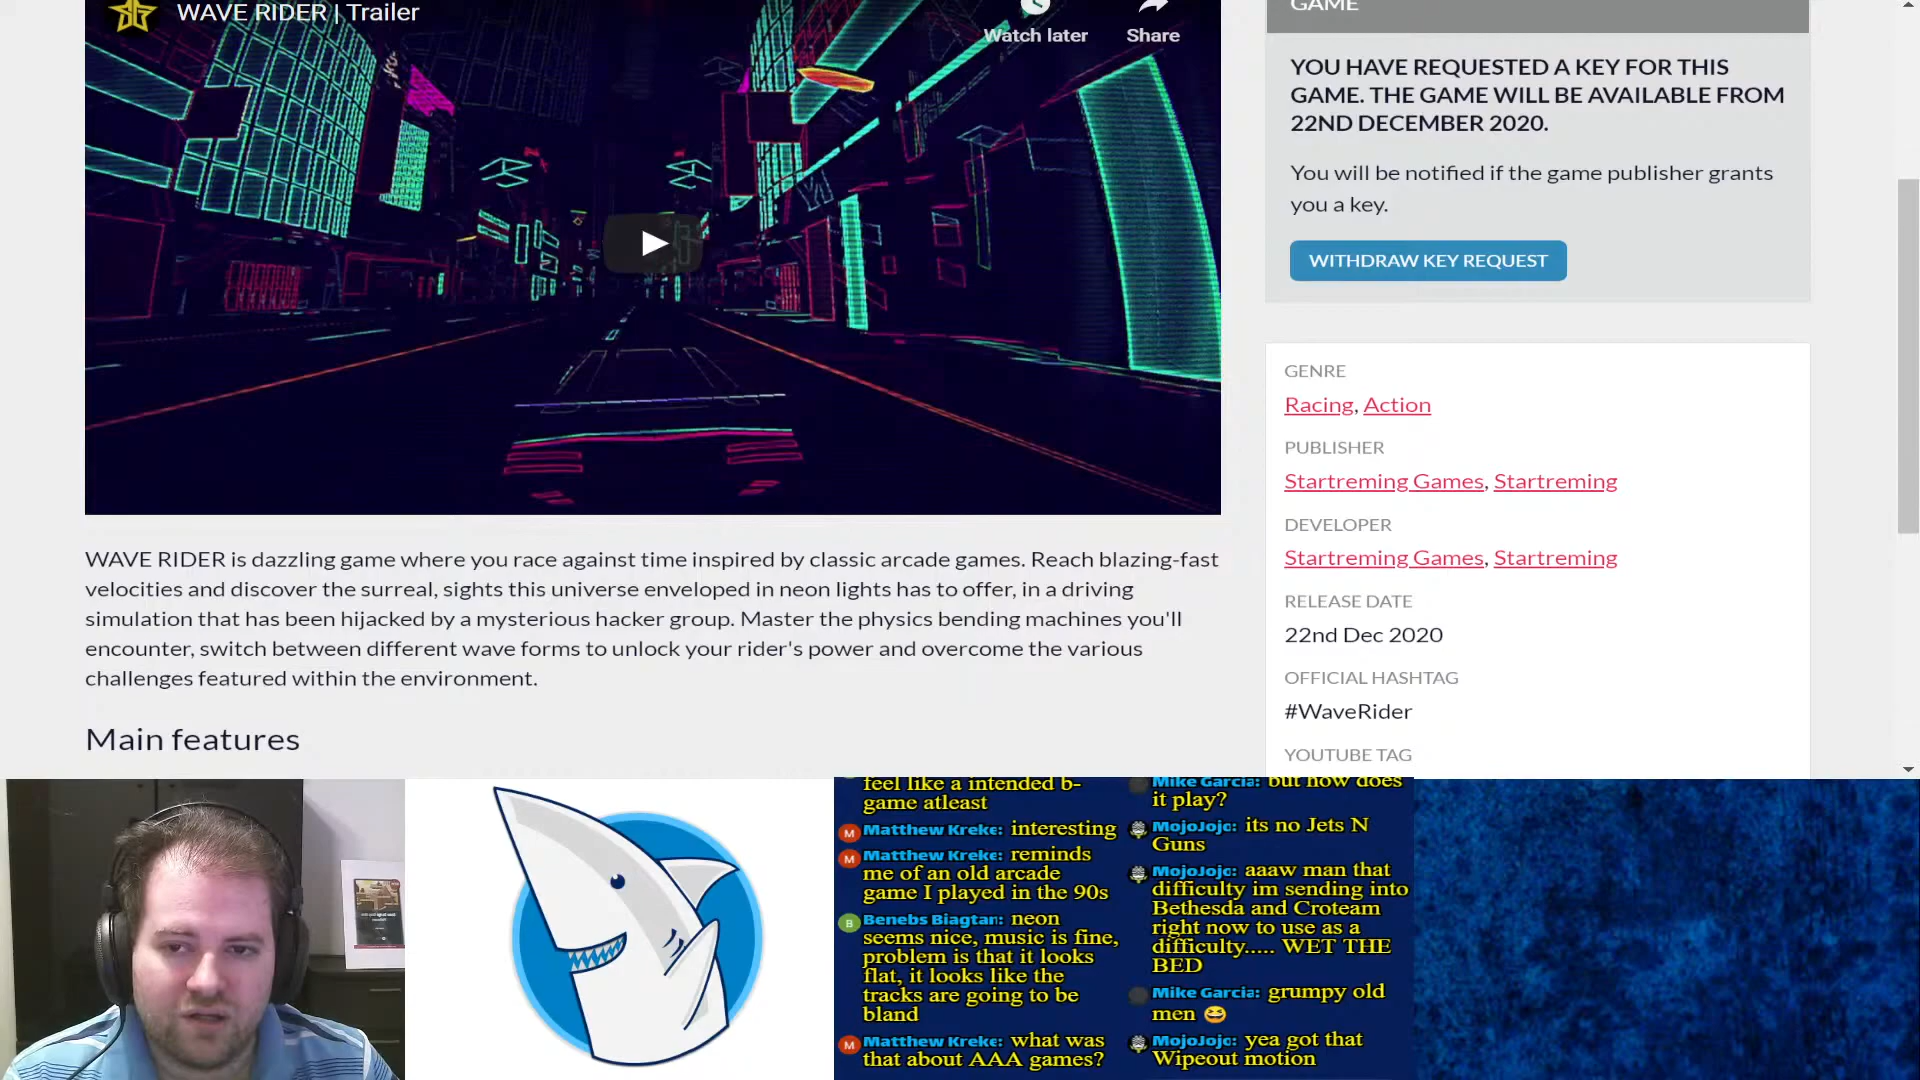 WAVE RIDER | Trailer
Watch later
Share
GAME
YOU HAVE REQUESTED A KEY FOR THIS
GAME. THE GAME WILL BE AVAILABLE FROM
22ND DECEMBER 2020.
You will be notified if the game publisher grants
you a key.
WITHDRAW KEY REQUEST
GENRE
Racing, Action
PUBLISHER
Startreming Games, Startreming
DEVELOPER
Startreming Games, Startreming
RELEASE DATE
22nd Dec 2020
OFFICIAL HASHTAG
#WaveRider
YOUTUBE TAG
WAVE RIDER is dazzling game where you race against time inspired by classic arcade games. Reach blazing-fast
velocities and discover the surreal, sights this universe enveloped in neon lights has to offer, in a driving
simulation that has been hijacked by a mysterious hacker group. Master the physics bending machines you'll
encounter, switch between different wave forms to unlock your rider's power and overcome the various
challenges featured within the environment.
Main features
feel like a intended b-
game atleast
M Matthew Kreke: interesting
M Matthew Kreke: reminds
me of an old arcade
game I played in the 90s
B Benebs Biagtan: neon
seems nice, music is fine,
problem is that it looks
flat, it looks like the
tracks are going to be
bland
M Matthew Kreke: what was
that about AAA games?
Mike Garcia: but how does
it play?
MojoJojo: its no Jets N
Guns
MojoJojo: aaaw man that
difficulty im sending into
Bethesda and Croteam
right now to use as a
difficulty..... WET THE
BED
Mike Garcia: grumpy old
men 😆
MojoJojo: yea got that
Wipeout motion